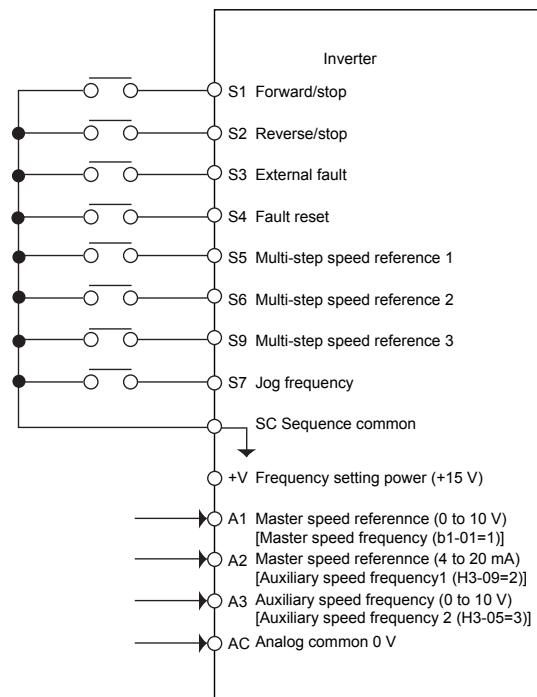 Inverter
S1 Forward/stop
S2 Reverse/stop
S3 External fault
S4 Fault reset
S5 Multi-step speed reference 1
S6 Multi-step speed reference 2
S9 Multi-step speed reference 3
S7 Jog frequency
SC Sequence common
+V Frequency setting power (+15 V)
A1 Master speed referennce (0 to 10 V)
[Master speed frequency (b1-01=1)]
A2 Master speed referennce (4 to 20 mA)
[Auxiliary speed frequency1 (H3-09=2)]
A3 Auxiliary speed frequency (0 to 10 V)
[Auxiliary speed frequency 2 (H3-05=3)]
AC Analog common 0 V